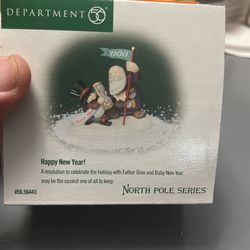 DEPARTMENT 56
2000
Happy New Year!
A resolution to celebrate the holiday with Father Time and Baby New Year
may be the easiest one of all to keep.
#56.56443
NORTH POLE SERIES